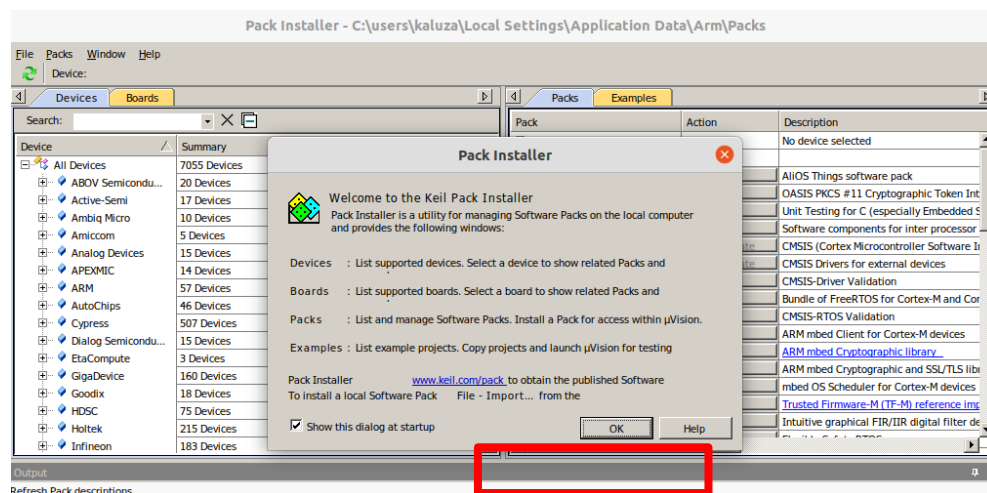 Pack Installer - C:\users\kaluza\Local Settings\Application Data\Arm\Packs
File Packs Window Help
Device:
Devices Boards
Packs Examples
Search:
Pack Action Description
Device Summary
No device selected
All Devices 7055 Devices
ABOV Semicondu... 20 Devices
Active-Semi 17 Devices
Ambiq Micro 10 Devices
Amiccom 5 Devices
Analog Devices 15 Devices
APEXMIC 14 Devices
ARM 57 Devices
AutoChips 46 Devices
Cypress 507 Devices
Dialog Semicondu... 15 Devices
EtaCompute 3 Devices
GigaDevice 160 Devices
Goodix 18 Devices
HDSC 75 Devices
Holtek 215 Devices
Infineon 183 Devices
Pack Installer
Welcome to the Keil Pack Installer
Pack Installer is a utility for managing Software Packs on the local computer
and provides the following windows:
Devices : List supported devices. Select a device to show related Packs and
Boards : List supported boards. Select a board to show related Packs and
Packs : List and manage Software Packs. Install a Pack for access within µVision.
Examples : List example projects. Copy projects and launch µVision for testing
Pack Installer www.keil.com/pack to obtain the published Software
To install a local Software Pack File - Import... from the
Show this dialog at startup
OK Help
AliOS Things software pack
OASIS PKCS #11 Cryptographic Token Int
Unit Testing for C (especially Embedded S
Software components for inter processor
CMSIS (Cortex Microcontroller Software I
CMSIS Drivers for external devices
CMSIS-Driver Validation
Bundle of FreeRTOS for Cortex-M and Cor
CMSIS-RTOS Validation
ARM mbed Client for Cortex-M devices
ARM mbed Cryptographic library
ARM mbed Cryptographic and SSL/TLS libr
mbed OS Scheduler for Cortex-M devices
Trusted Firmware-M (TF-M) reference imp
Intuitive graphical FIR/IIR digital filter de
Output
Refresh Pack descriptions